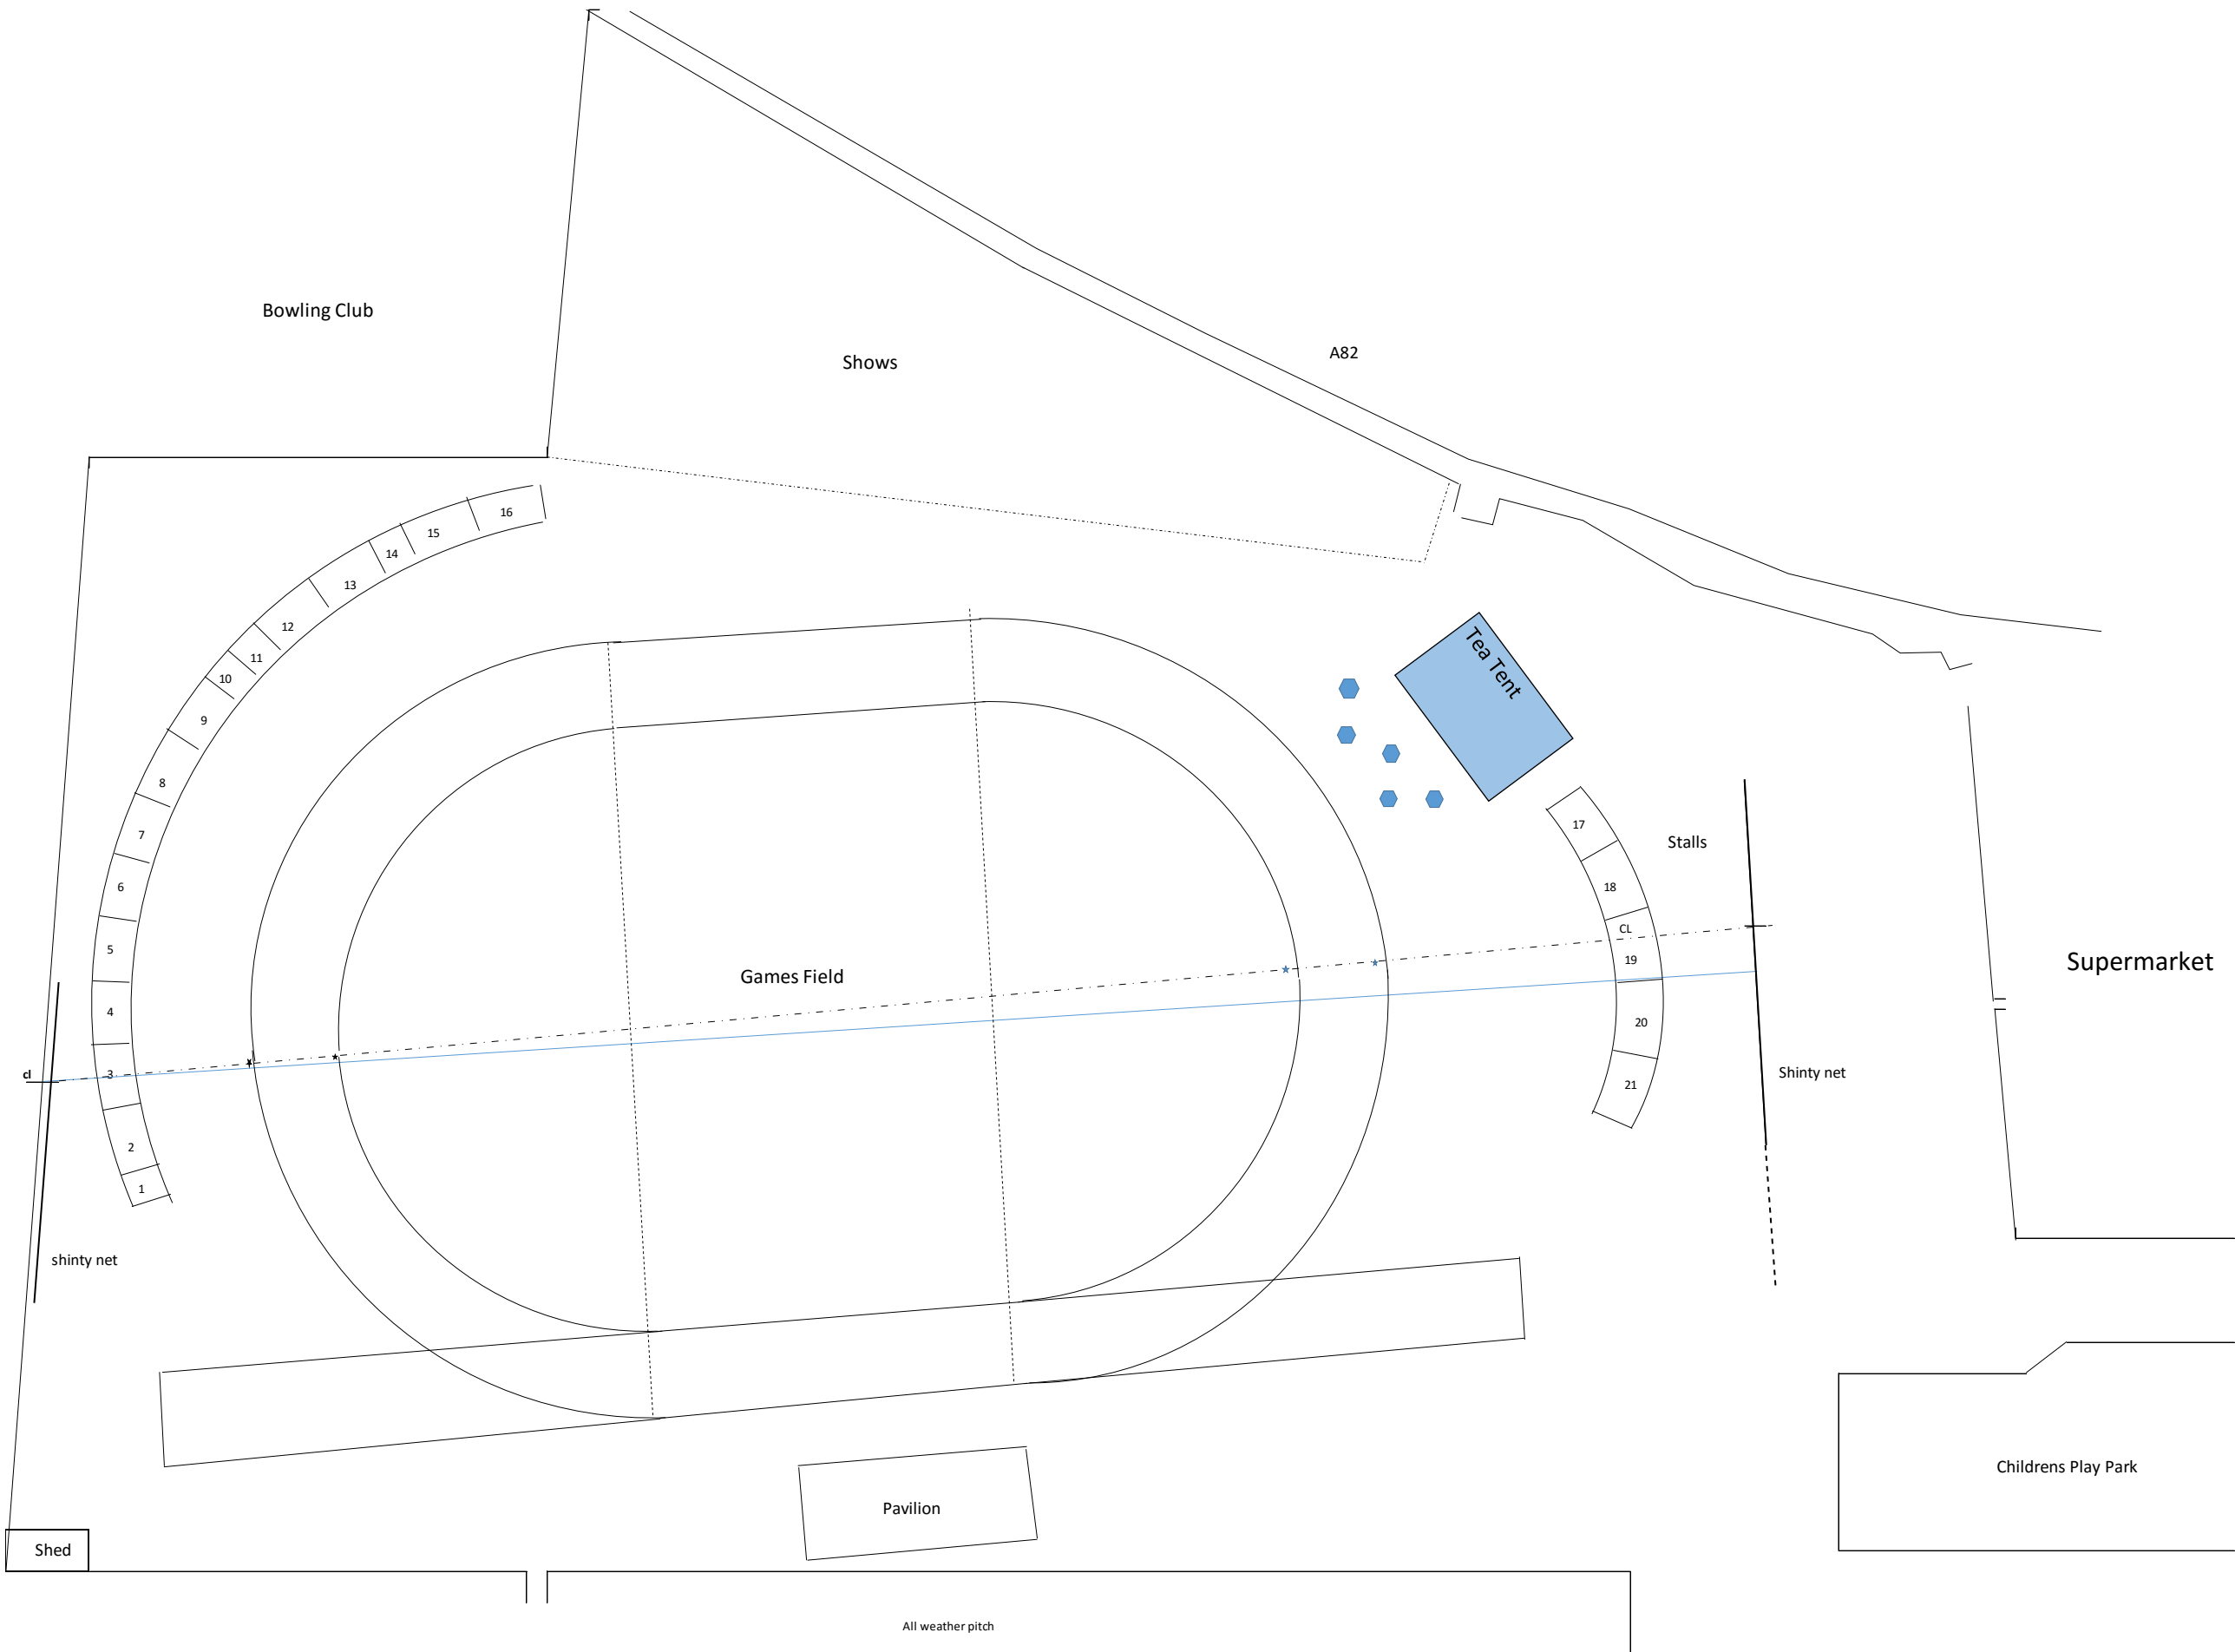 Bowling Club
Shows
A82
16
15
14
13
12
11
10
9
8
7
6
5
4
3
2
1
Tea Tent
17
18
CL
19
20
21
Stalls
Games Field
Supermarket
cl
Shinty net
shinty net
Childrens Play Park
Pavilion
Shed
All weather pitch